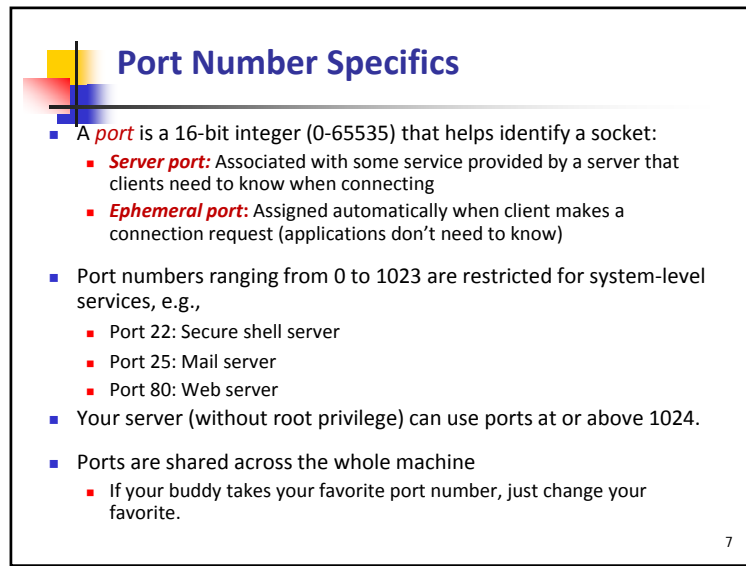 Port Number Specifics
■ A port is a 16-bit integer (0-65535) that helps identify a socket:
■ Server port: Associated with some service provided by a server that
clients need to know when connecting
■ Ephemeral port: Assigned automatically when client makes a
connection request (applications don’t need to know)
■ Port numbers ranging from 0 to 1023 are restricted for system-level
services, e.g.,
■ Port 22: Secure shell server
■ Port 25: Mail server
■ Port 80: Web server
■ Your server (without root privilege) can use ports at or above 1024.
■ Ports are shared across the whole machine
■ If your buddy takes your favorite port number, just change your
favorite.
7